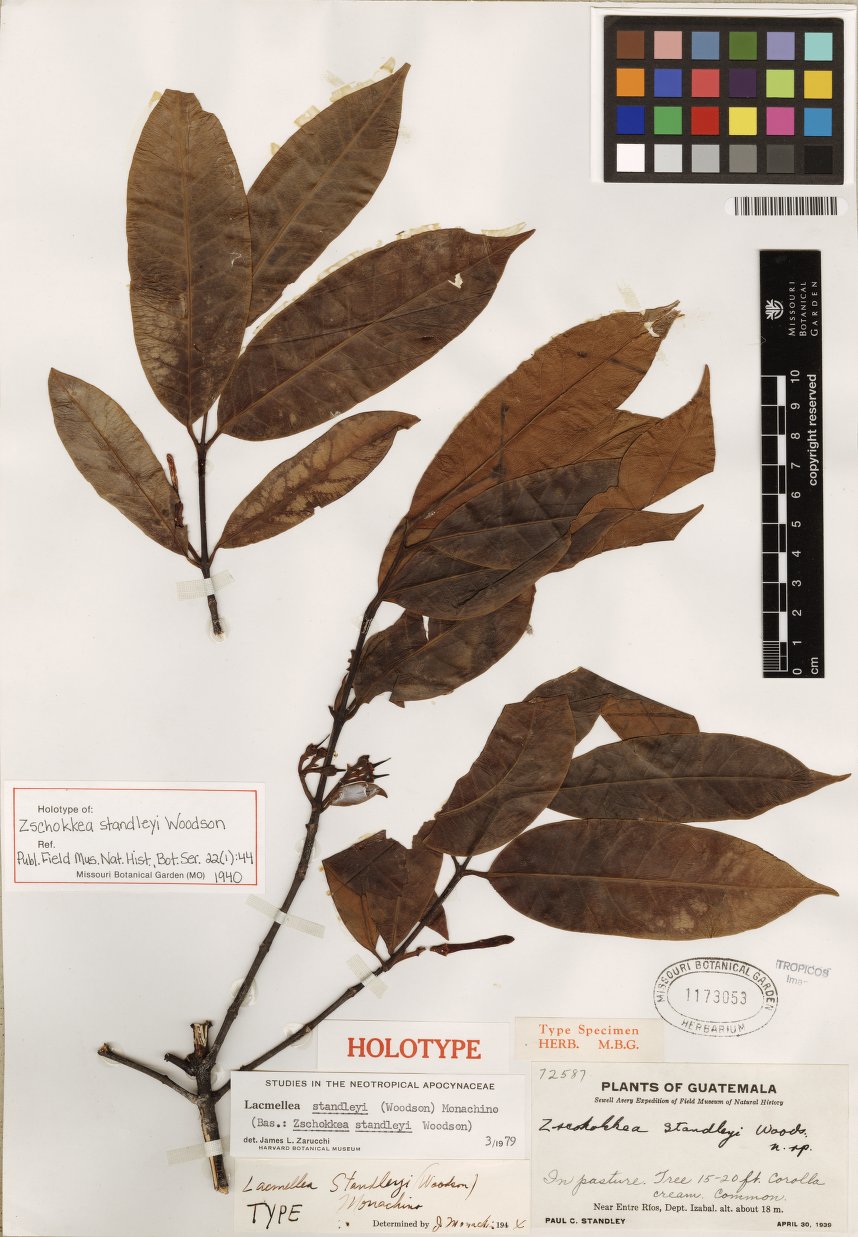 MISSOURI
BOTANICAL
GARDEN
0 1 2 3 4 5 6 7 8 9 10
cm
copyright reserved
Holotype of:
Zschokkea standleyi Woodson
Ref.
Publ. Field Mus. Nat. Hist., Bot. Ser. 22(1):44
Missouri Botanical Garden (MO) 1940
MISSOURI BOTANICAL GARDEN
1173053
HERBARIUM
TROPICOS
HOLOTYPE
Type Specimen
HERB. M.B.G.
STUDIES IN THE NEOTROPICAL APOCYNACEAE
Lacmellea standleyi (Woodson) Monachino
(Bas.: Zschokkea standleyi Woodson)
3/1979
det. James L. Zarucchi
HARVARD BOTANICAL MUSEUM
Lacmellea Standleyi (Woodson)
Monachino
TYPE
Determined by J. Monachi 194
72587
PLANTS OF GUATEMALA
Sewell Avery Expedition of Field Museum of Natural History
Zschokkea standleyi Woods.
n. sp.
In pasture. Tree 15-20 ft. Corolla
cream. Common.
Near Entre Ríos, Dept. Izabal. alt. about 18 m.
PAUL C. STANDLEY APRIL 30, 1939